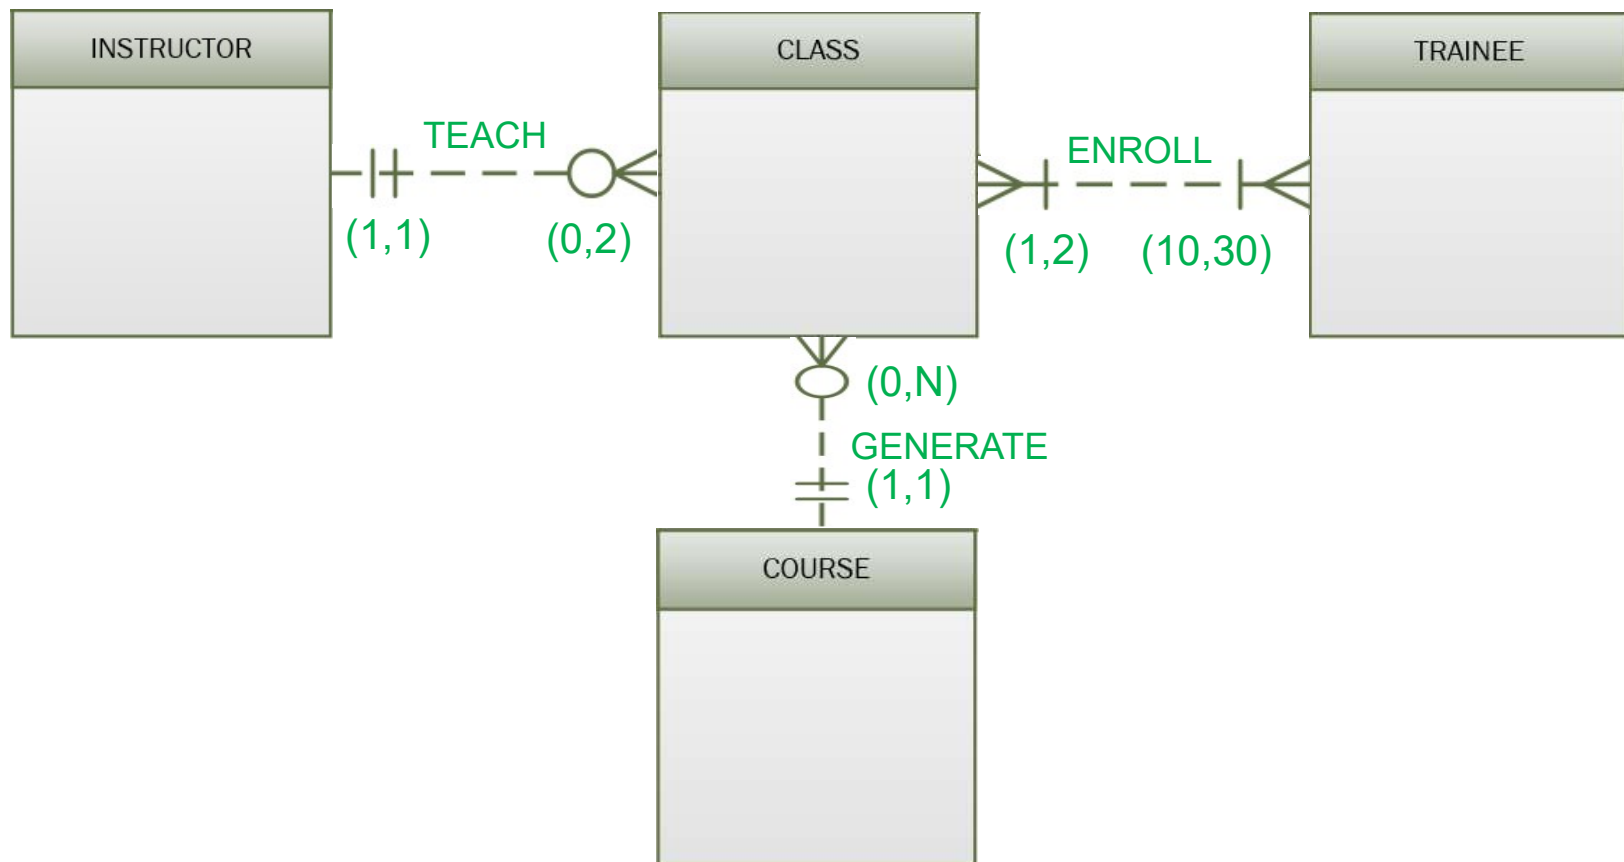 INSTRUCTOR
CLASS
TRAINEE
TEACH
ENROLL
(1,1)
(0,2)
(1,2)
(10,30)
(0,N)
GENERATE
(1,1)
COURSE